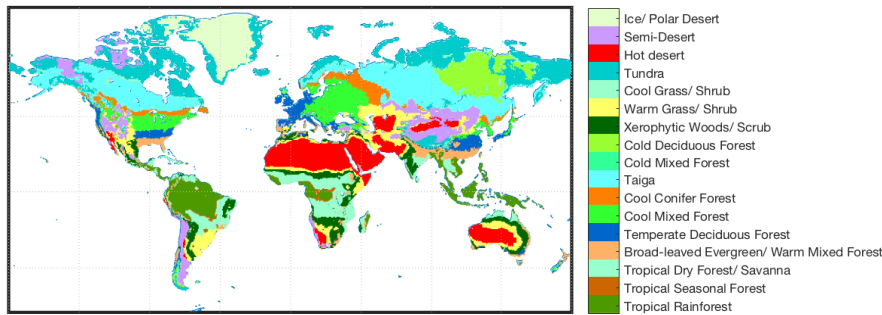 Ice/ Polar Desert
Semi-Desert
Hot desert
Tundra
Cool Grass/ Shrub
Warm Grass/ Shrub
Xerophytic Woods/ Scrub
Cold Deciduous Forest
Cold Mixed Forest
Taiga
Cool Conifer Forest
Cool Mixed Forest
Temperate Deciduous Forest
Broad-leaved Evergreen/ Warm Mixed Forest
Tropical Dry Forest/ Savanna
Tropical Seasonal Forest
Tropical Rainforest